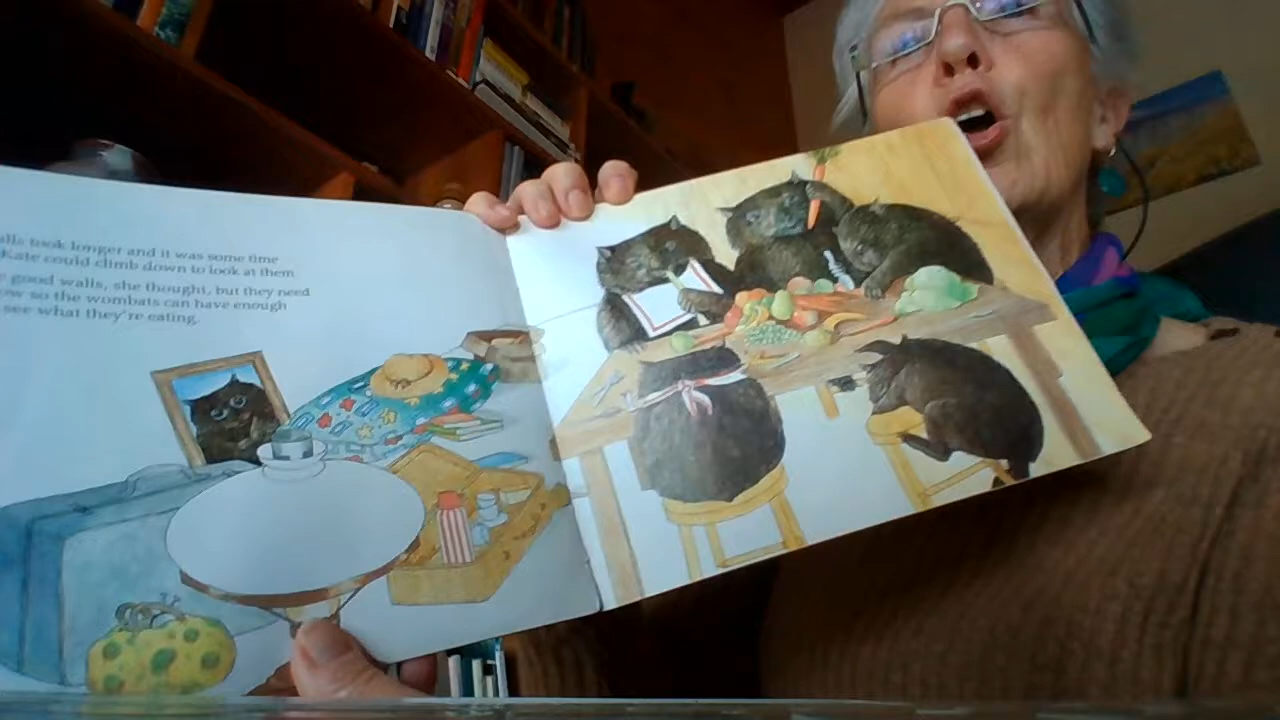 alls took longer and it was some time
Kate could climb down to look at them
good walls, she thought, but they need
so the wombats can have enough
see what they're eating.